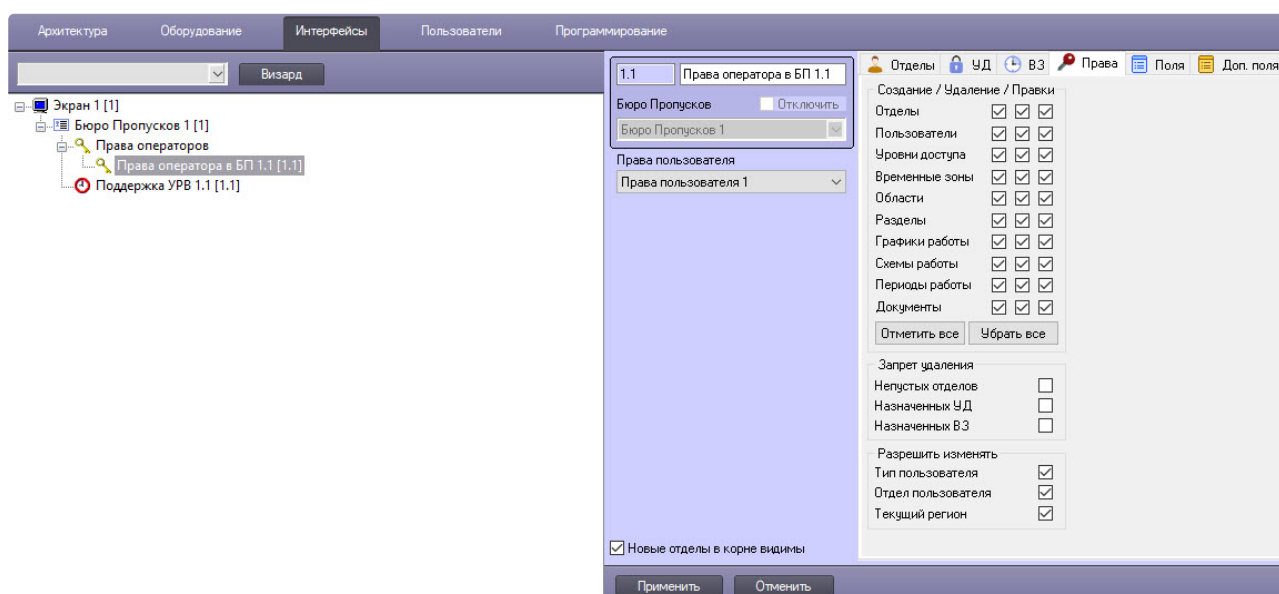 Архитектура Оборудование Интерфейсы Пользователи Программирование
Визард
Экран 1 [1]
Бюро Пропусков 1 [1]
Права операторов
Права оператора в БП 1.1 [1.1]
Поддержка УРВ 1.1 [1.1]
1.1 Права оператора в БП 1.1
Бюро Пропусков Отключить
Бюро Пропусков 1
Права пользователя
Права пользователя 1
Новые отделы в корне видимы
Применить Отменить
Отделы УД ВЗ Права Поля Доп. поля
Создание / Удаление / Правки
Отделы
Пользователи
Уровни доступа
Временные зоны
Области
Разделы
Графики работы
Схемы работы
Периоды работы
Документы
Отметить все Убрать все
Запрет удаления
Непустых отделов
Назначенных УД
Назначенных ВЗ
Разрешить изменять
Тип пользователя
Отдел пользователя
Текущий регион